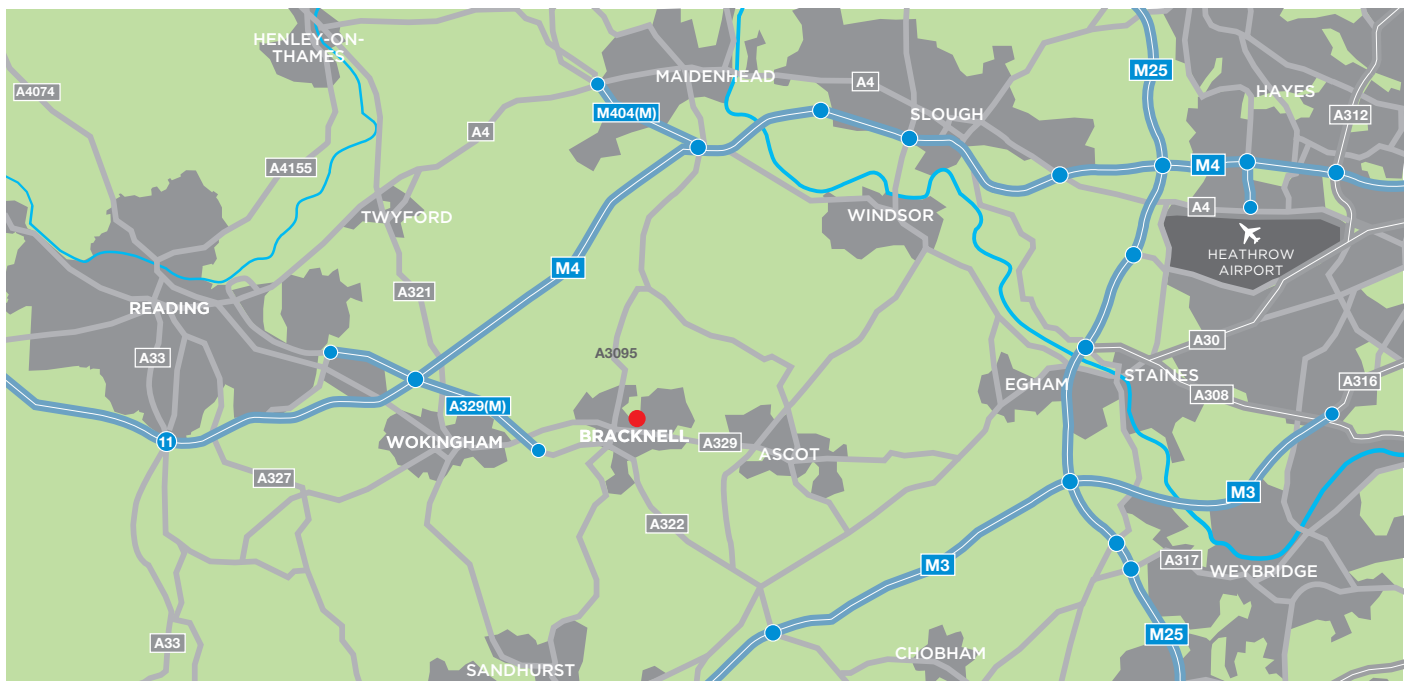 HENLEY-ON-
THAMES
MAIDENHEAD
M25
A4
HAYES
A4074
M404(M)
SLOUGH
A312
A4
A4155
M4
TWYFORD
WINDSOR
A4
HEATHROW
AIRPORT
M4
A321
READING
A33
A3095
A30
EGHAM
STAINES
A316
A308
A329(M)
11
WOKINGHAM
BRACKNELL
A329
ASCOT
A327
M3
A322
M3
A317
WEYBRIDGE
A33
M25
CHOBHAM
SANDHURST